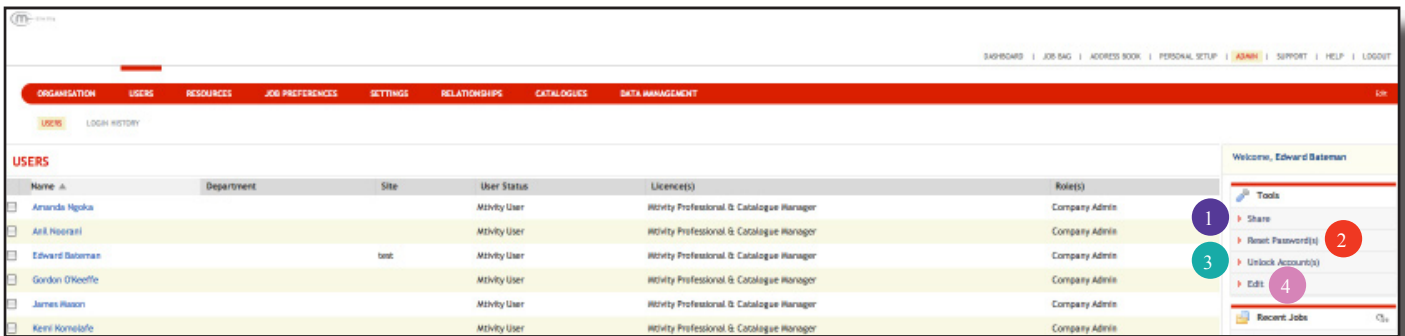 DASHBOARD | JOB BAG | ADDRESS BOOK | PERSONAL SETUP | ADMIN | SUPPORT | HELP | LOGOUT
ORGANISATION USERS RESOURCES JOB PREFERENCES SETTINGS RELATIONSHIPS CATALOGUES DATA MANAGEMENT Edit
USERS LOGIN HISTORY
USERS
Name Department Site User Status Licence(s) Role(s)
Amanda Ngoka Mtivity User Mtivity Professional & Catalogue Manager Company Admin
Anil Noorani Mtivity User Mtivity Professional & Catalogue Manager Company Admin
Edward Bateman test Mtivity User Mtivity Professional & Catalogue Manager Company Admin
Gordon O'Keeffe Mtivity User Mtivity Professional & Catalogue Manager Company Admin
James Mason Mtivity User Mtivity Professional & Catalogue Manager Company Admin
Kemi Komolafe Mtivity User Mtivity Professional & Catalogue Manager Company Admin
Welcome, Edward Bateman
Tools
1 Share
Reset Password(s) 2
3 Unlock Account(s)
Edit 4
Recent Jobs